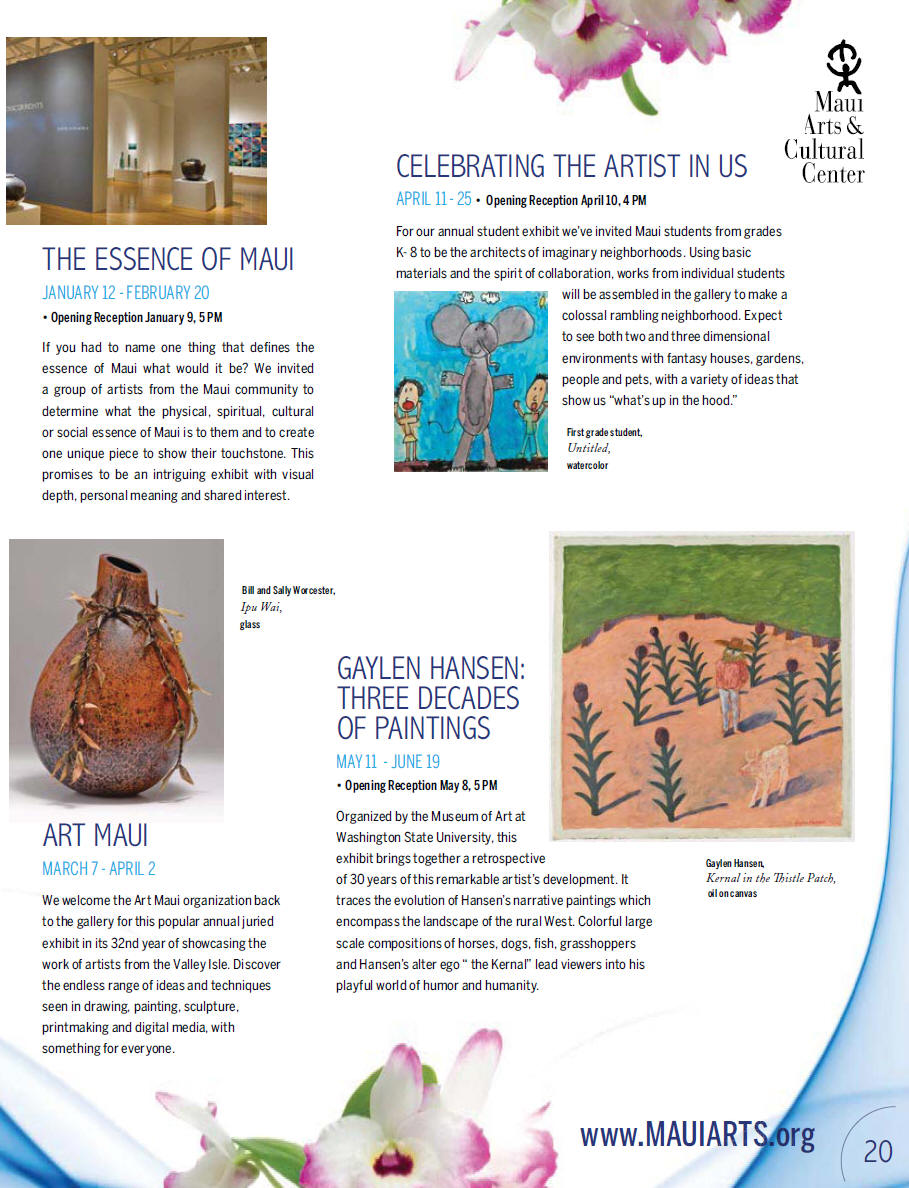 Maui
Arts &
Cultural
Center
THE ESSENCE OF MAUI
JANUARY 12 - FEBRUARY 20
• Opening Reception January 9, 5 PM
If you had to name one thing that defines the
essence of Maui what would it be? We invited
a group of artists from the Maui community to
determine what the physical, spiritual, cultural
or social essence of Maui is to them and to create
one unique piece to show their touchstone. This
promises to be an intriguing exhibit with visual
depth, personal meaning and shared interest.
CELEBRATING THE ARTIST IN US
APRIL 11 - 25 • Opening Reception April 10, 4 PM
For our annual student exhibit we’ve invited Maui students from grades
K- 8 to be the architects of imaginary neighborhoods. Using basic
materials and the spirit of collaboration, works from individual students
will be assembled in the gallery to make a
colossal rambling neighborhood. Expect
to see both two and three dimensional
environments with fantasy houses, gardens,
people and pets, with a variety of ideas that
show us “what’s up in the hood.”
First grade student,
Untitled,
watercolor
Bill and Sally Worcester,
Ipu Wai,
glass
ART MAUI
MARCH 7 - APRIL 2
We welcome the Art Maui organization back
to the gallery for this popular annual juried
exhibit in its 32nd year of showcasing the
work of artists from the Valley Isle. Discover
the endless range of ideas and techniques
seen in drawing, painting, sculpture,
printmaking and digital media, with
something for everyone.
GAYLEN HANSEN:
THREE DECADES
OF PAINTINGS
MAY 11 - JUNE 19
• Opening Reception May 8, 5 PM
Organized by the Museum of Art at
Washington State University, this
exhibit brings together a retrospective
of 30 years of this remarkable artist’s development. It
traces the evolution of Hansen’s narrative paintings which
encompass the landscape of the rural West. Colorful large
scale compositions of horses, dogs, fish, grasshoppers
and Hansen’s alter ego “ the Kernal” lead viewers into his
playful world of humor and humanity.
Gaylen Hansen,
Kernal in the Thistle Patch,
oil on canvas
www.MAUIARTS.org
20